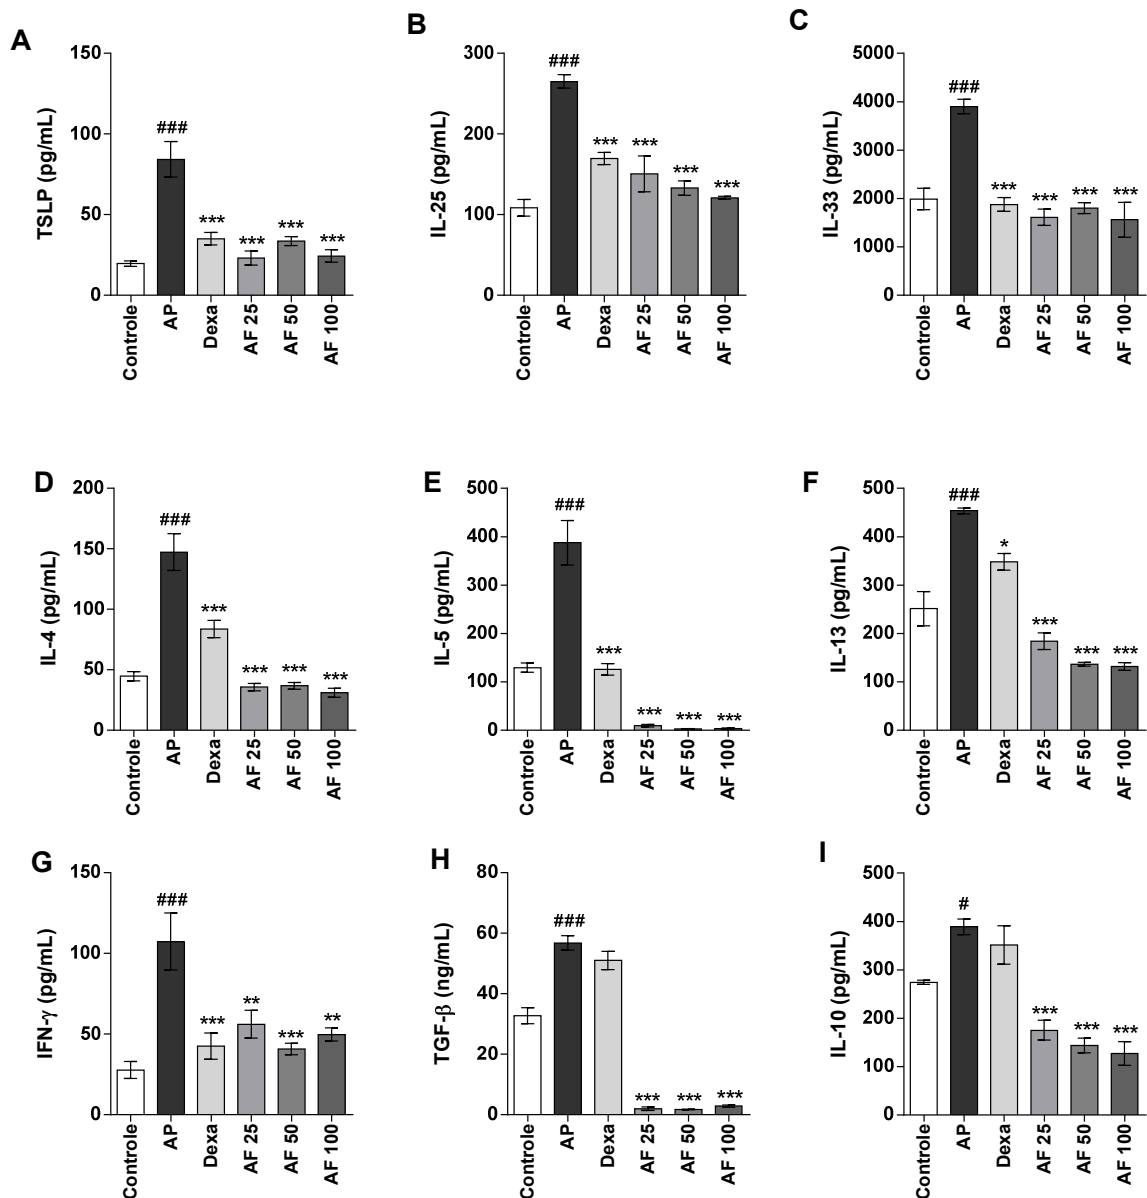 A
TSLP (pg/mL)
150
100
50
0
###
***
***
***
***
Controle
AP
Dexa
AF 25
AF 50
AF 100
B
IL-25 (pg/mL)
300
200
100
0
###
***
***
***
***
Controle
AP
Dexa
AF 25
AF 50
AF 100
C
IL-33 (pg/mL)
5000
4000
3000
2000
1000
0
###
***
***
***
***
Controle
AP
Dexa
AF 25
AF 50
AF 100
D
IL-4 (pg/mL)
200
150
100
50
0
###
***
***
***
***
Controle
AP
Dexa
AF 25
AF 50
AF 100
E
IL-5 (pg/mL)
500
400
300
200
100
0
###
***
***
***
***
Controle
AP
Dexa
AF 25
AF 50
AF 100
F
IL-13 (pg/mL)
500
400
300
200
100
0
###
*
***
***
***
Controle
AP
Dexa
AF 25
AF 50
AF 100
G
IFN-γ (pg/mL)
150
100
50
0
###
***
**
***
**
Controle
AP
Dexa
AF 25
AF 50
AF 100
H
TGF-β (ng/mL)
80
60
40
20
0
###
***
***
***
Controle
AP
Dexa
AF 25
AF 50
AF 100
I
IL-10 (pg/mL)
500
400
300
200
100
0
#
***
***
***
Controle
AP
Dexa
AF 25
AF 50
AF 100